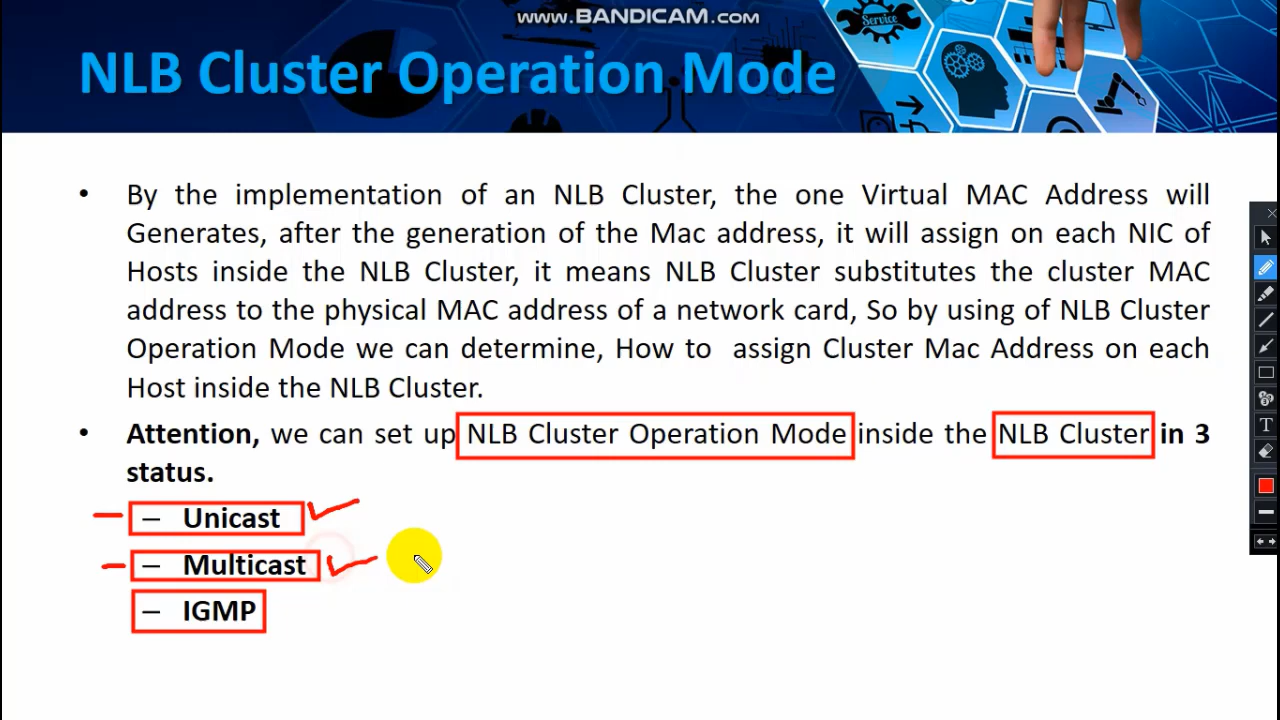 WWW.BANDICAM.COM
Service
NLB Cluster Operation Mode
• By the implementation of an NLB Cluster, the one Virtual MAC Address will
Generates, after the generation of the Mac address, it will assign on each NIC of
Hosts inside the NLB Cluster, it means NLB Cluster substitutes the cluster MAC
address to the physical MAC address of a network card, So by using of NLB Cluster
Operation Mode we can determine, How to assign Cluster Mac Address on each
Host inside the NLB Cluster.
• Attention, we can set up NLB Cluster Operation Mode inside the NLB Cluster in 3
status.
– Unicast
– Multicast
– IGMP